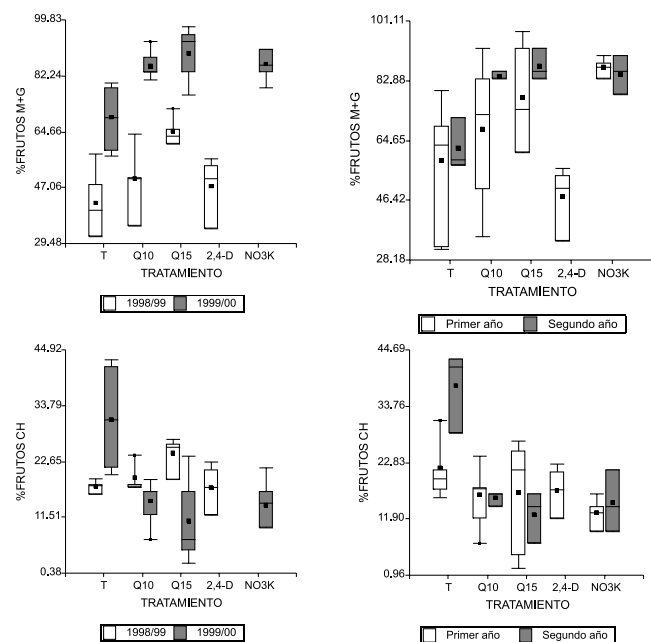 %FRUTOS M+G
99,83
82,24
64,66
47,06
29,48
T Q10 Q15 2,4-D NO3K
TRATAMIENTO
1998/99 1999/00
%FRUTOS M+G
101,11
82,88
64,65
46,42
28,18
T Q10 Q15 2,4-D NO3K
TRATAMIENTO
Primer año Segundo año
%FRUTOS CH
44,92
33,79
22,65
11,51
0,38
T Q10 Q15 2,4-D NO3K
TRATAMIENTO
1998/99 1999/00
%FRUTOS CH
44,69
33,76
22,83
11,90
0,96
T Q10 Q15 2,4-D NO3K
TRATAMIENTO
Primer año Segundo año